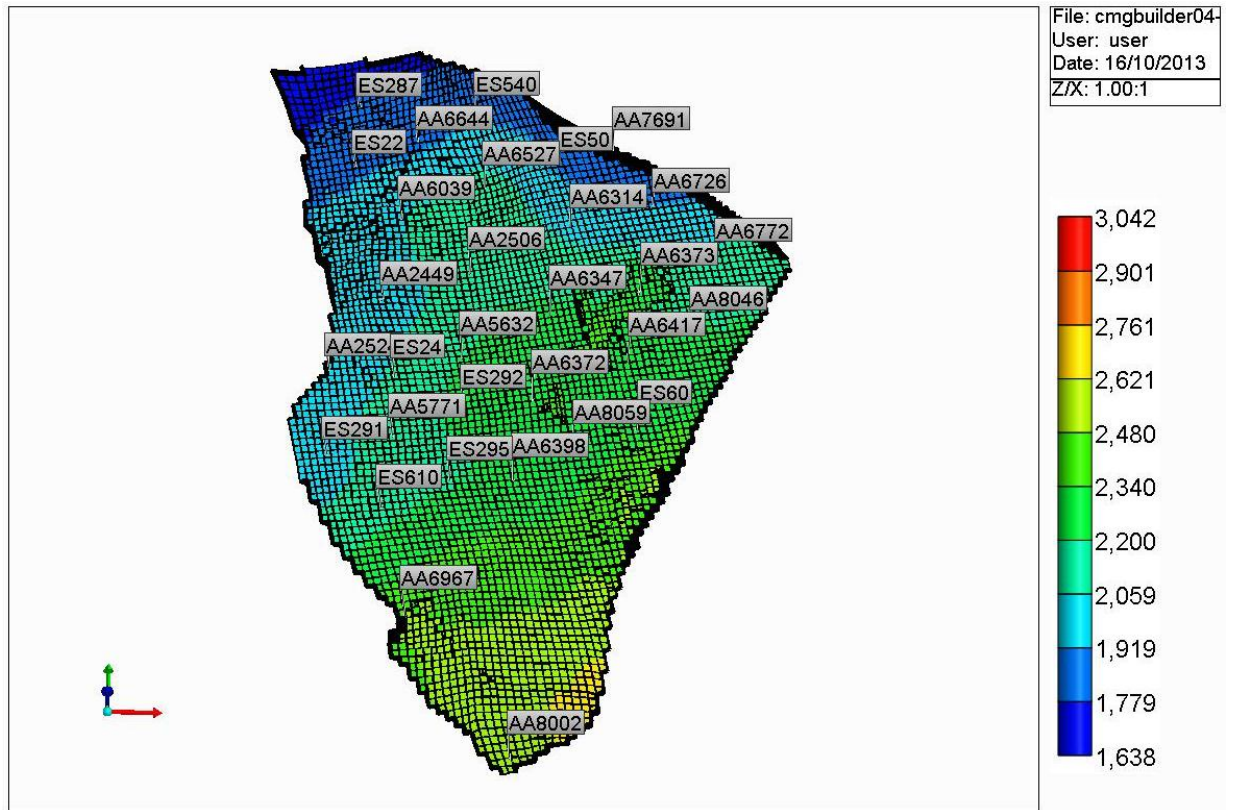 File: cmgbuilder04-
User: user
Date: 16/10/2013
Z/X: 1.00:1
ES287
ES540
AA6644
AA7691
ES22
ES50
AA6527
AA6726
AA6039
AA6314
AA6772
AA2506
AA6373
AA2449
AA6347
AA8046
AA5632
AA6417
AA252
ES24
AA6372
ES292
ES60
AA5771
AA8059
ES291
ES295
AA6398
ES610
AA6967
AA8002
3,042
2,901
2,761
2,621
2,480
2,340
2,200
2,059
1,919
1,779
1,638